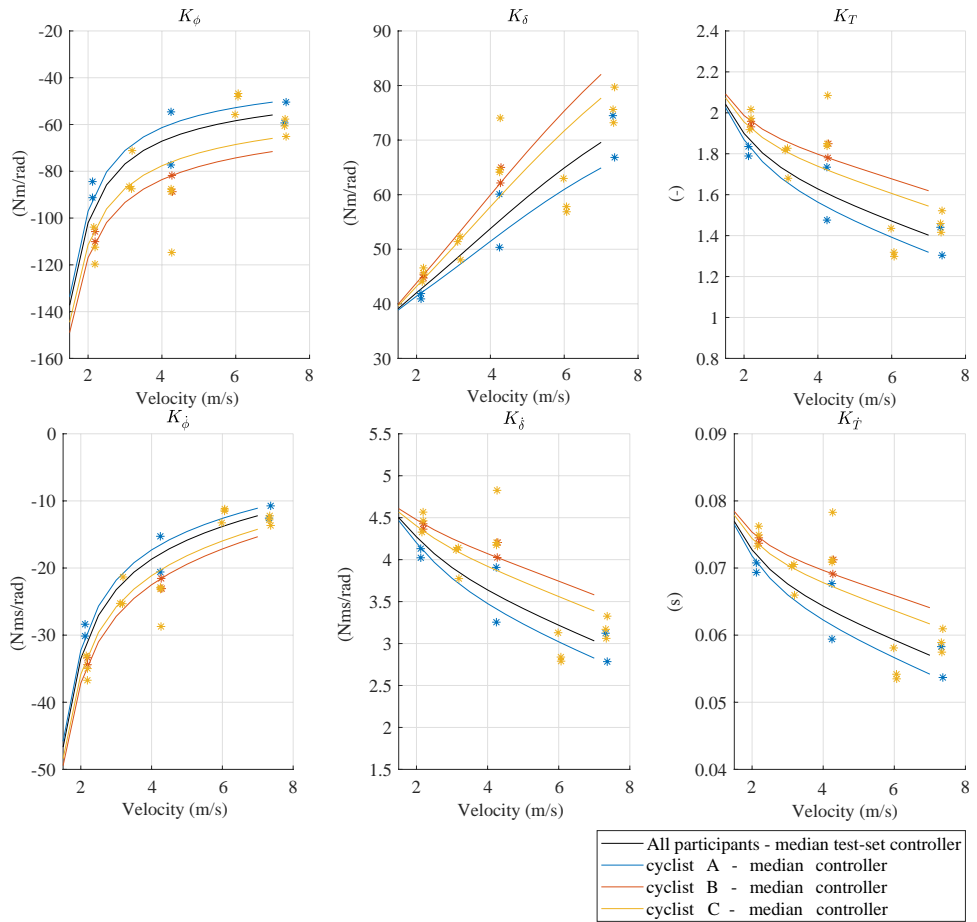 K_ϕ K_δ K_T
-20
-40
-60
-80
-100
-120
-140
-160
(Nm/rad)
2 4 6 8
Velocity (m/s)
90
80
70
60
50
40
30
(Nm/rad)
2 4 6 8
Velocity (m/s)
2.4
2.2
2
1.8
1.6
1.4
1.2
1
0.8
(-)
2 4 6 8
Velocity (m/s)
K_ϕ̇ K_δ̇ K_Ṫ
0
-10
-20
-30
-40
-50
(Nms/rad)
2 4 6 8
Velocity (m/s)
5.5
5
4.5
4
3.5
3
2.5
2
1.5
(Nms/rad)
2 4 6 8
Velocity (m/s)
0.09
0.08
0.07
0.06
0.05
0.04
(s)
2 4 6 8
Velocity (m/s)
All participants - median test-set controller
cyclist A - median controller
cyclist B - median controller
cyclist C - median controller